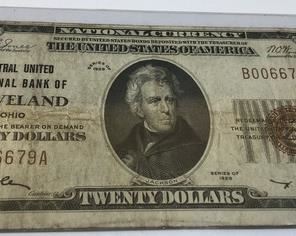 NATIONAL CURRENCY
SECURED BY UNITED STATES BONDS DEPOSITED WITH THE TREASURER OF
THE UNITED STATES OF AMERICA
SERIES OF
1929
B00667
TRAL UNITED
NAL BANK OF
VELAND
OHIO
THE BEARER ON DEMAND
TY DOLLARS
6679A
JACKSON
SERIES OF
1929
TWENTY DOLLARS